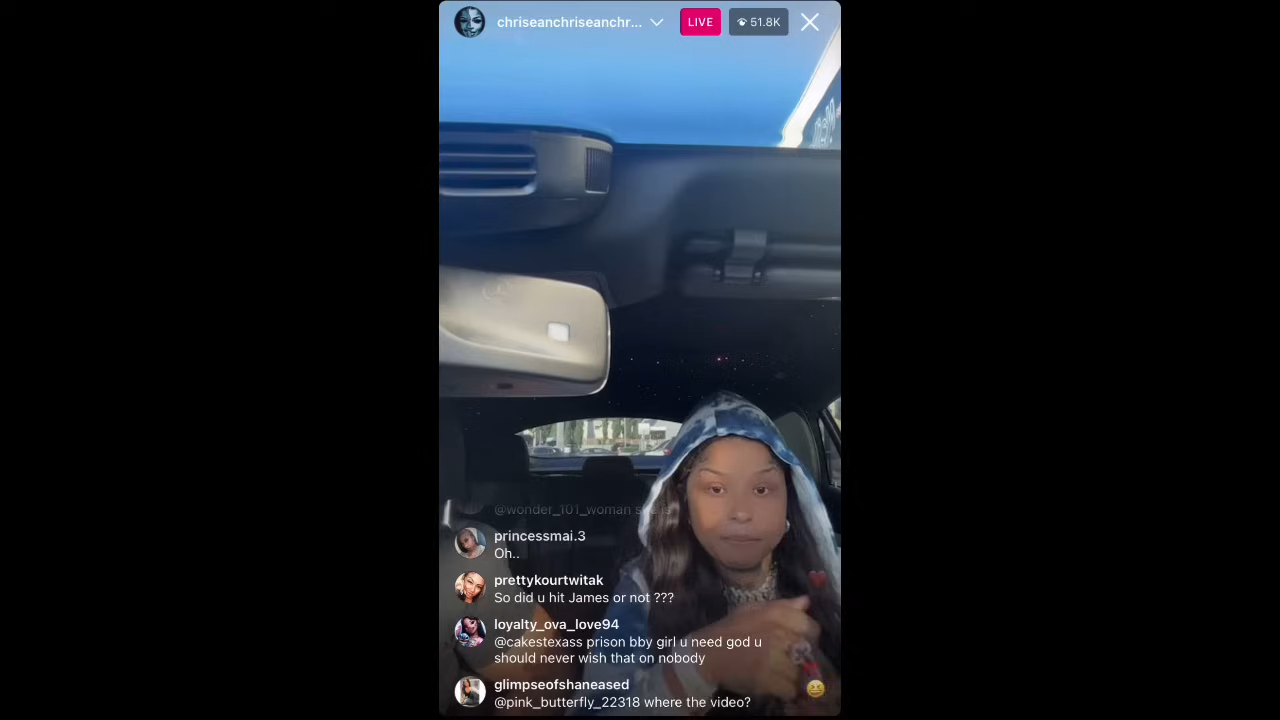 chriseanchriseanchr...
LIVE
51.8K
@wonder_101_woman
princessmai.3
Oh..
prettykourtwitak
So did u hit James or not ???
loyalty_ova_love94
@cakestexass prison bby girl u need god u
should never wish that on nobody
glimpseofshaneased
@pink_butterfly_22318 where the video?